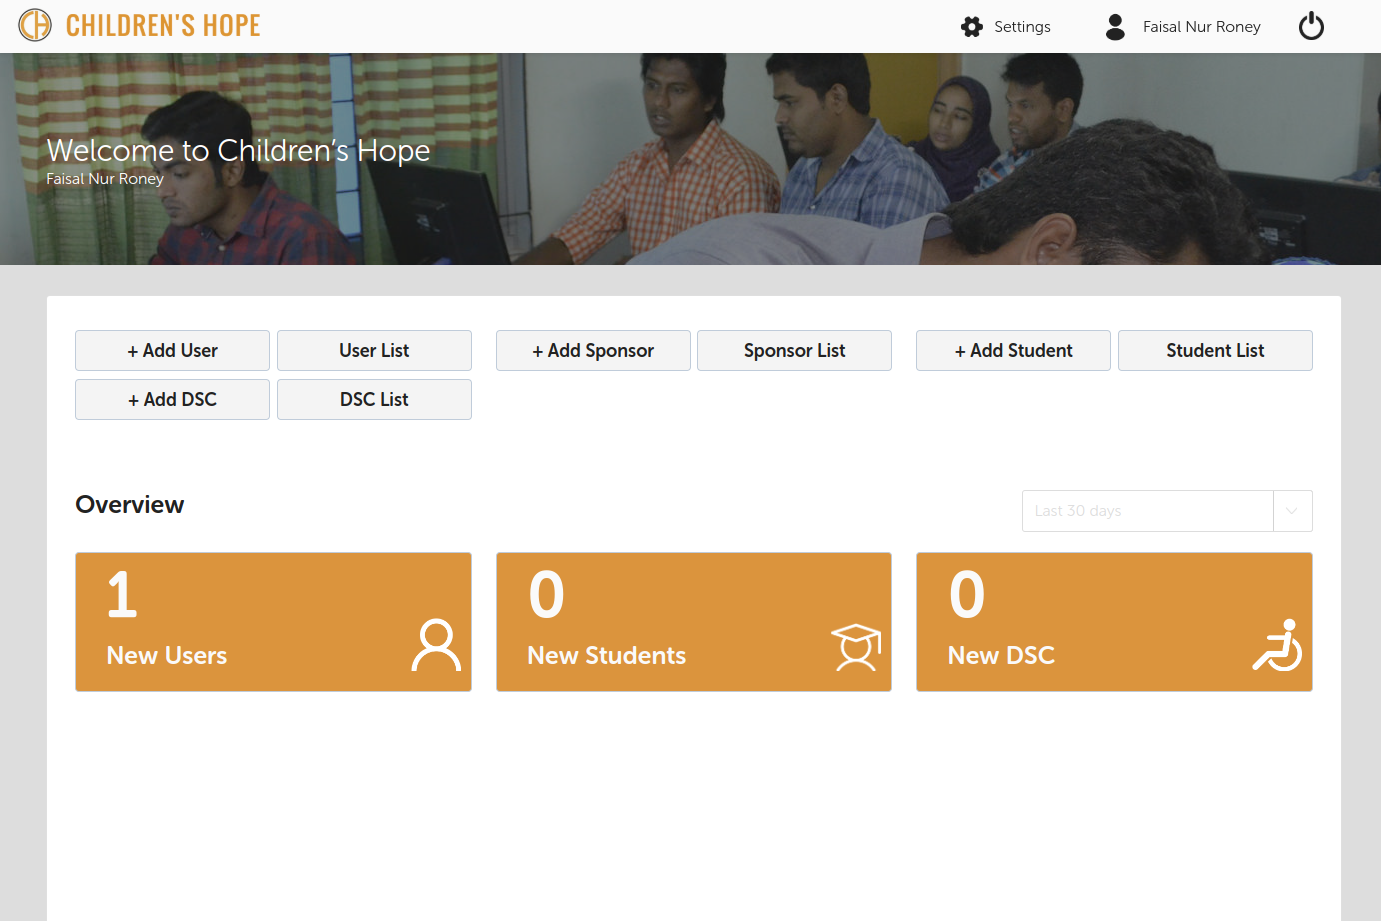 CHILDREN'S HOPE
Settings
Faisal Nur Roney
Welcome to Children’s Hope
Faisal Nur Roney
+ Add User
User List
+ Add Sponsor
Sponsor List
+ Add Student
Student List
+ Add DSC
DSC List
Overview
Last 30 days
1
New Users
0
New Students
0
New DSC